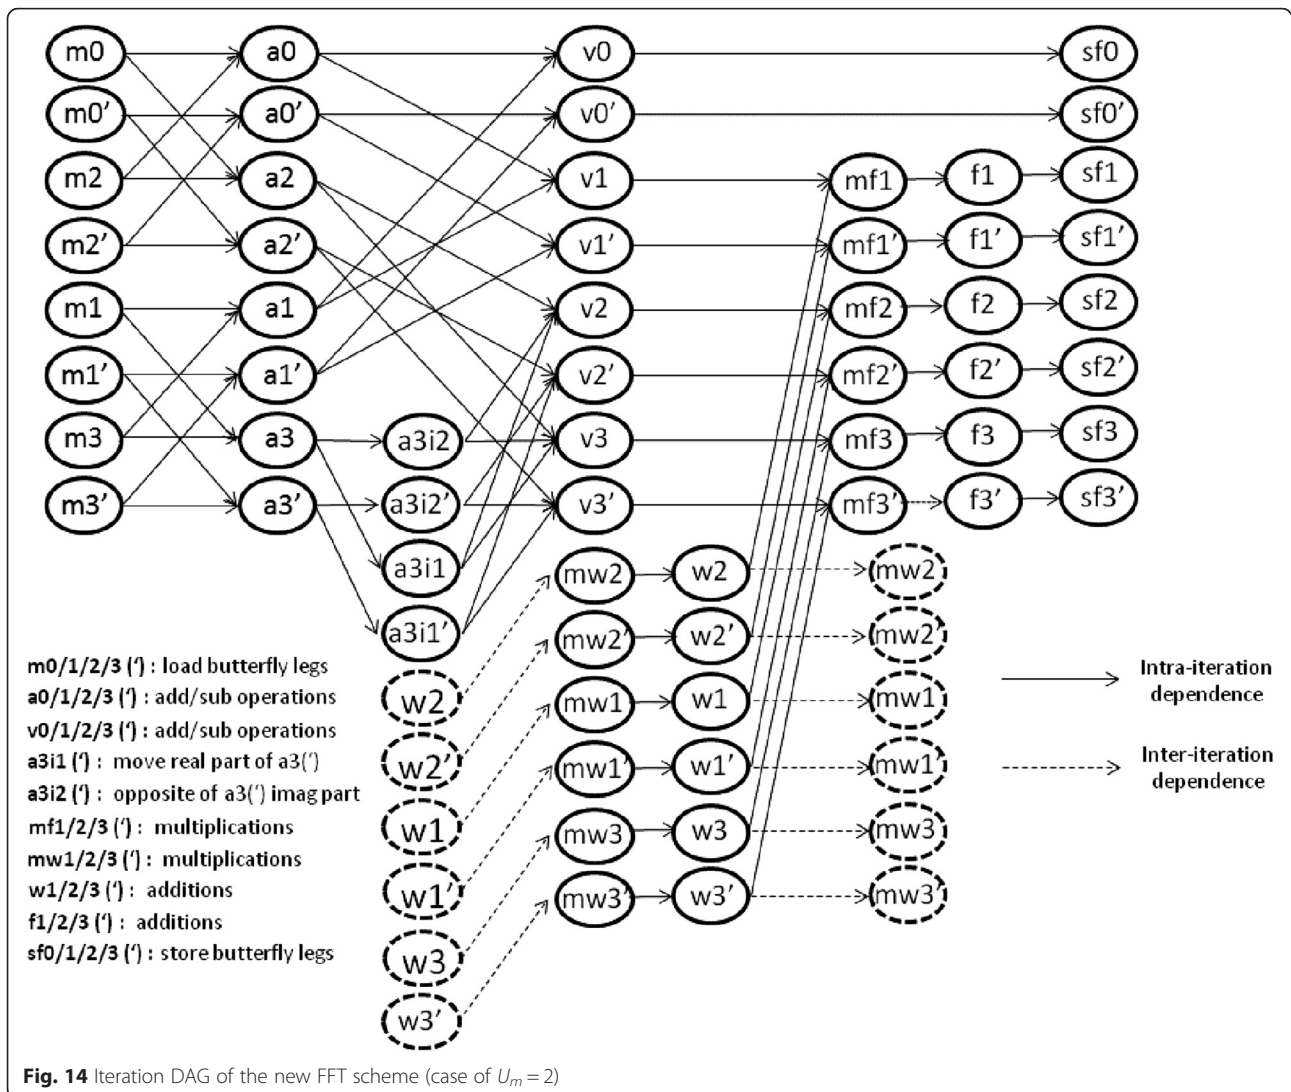 m0 a0 v0 sf0
m0' a0' v0' sf0'
m2 a2 v1 mf1 f1 sf1
m2' a2' v1' mf1' f1' sf1'
m1 a1 v2 mf2 f2 sf2
m1' a1' v2' mf2' f2' sf2'
m3 a3 a3i2 v3 mf3 f3 sf3
m3' a3' a3i2' v3' mf3' f3' sf3'
a3i1 mw2 w2 mw2
a3i1' mw2' w2' mw2'
w2 mw1 w1 mw1
w2' mw1' w1' mw1'
w1 mw3 w3 mw3
w1' mw3' w3' mw3'
w3
w3'
m0/1/2/3 (‘) : load butterfly legs
a0/1/2/3 (‘) : add/sub operations
v0/1/2/3 (‘) : add/sub operations
a3i1 (‘) : move real part of a3(‘)
a3i2 (‘) : opposite of a3(‘) imag part
mf1/2/3 (‘) : multiplications
mw1/2/3 (‘) : multiplications
w1/2/3 (‘) : additions
f1/2/3 (‘) : additions
sf0/1/2/3 (‘) : store butterfly legs
Intra-iteration
dependence
Inter-iteration
dependence
Fig. 14 Iteration DAG of the new FFT scheme (case of Um = 2)